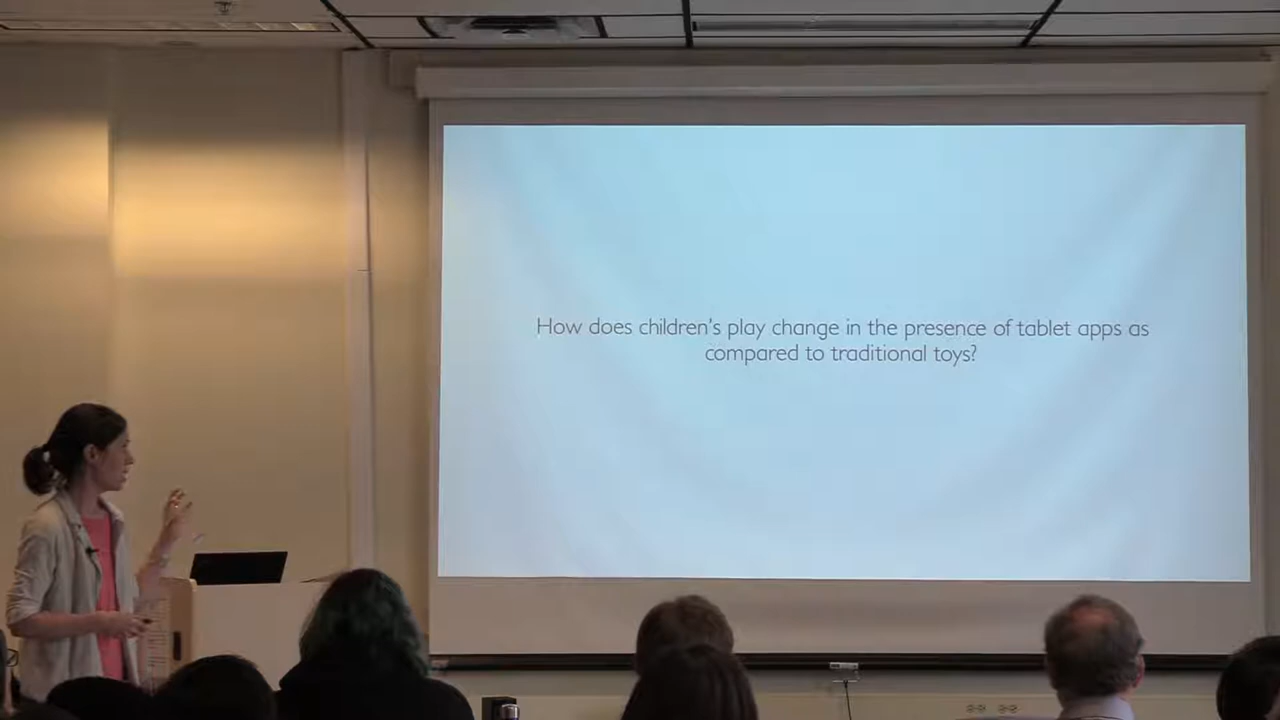 How does children's play change in the presence of tablet apps as
compared to traditional toys?